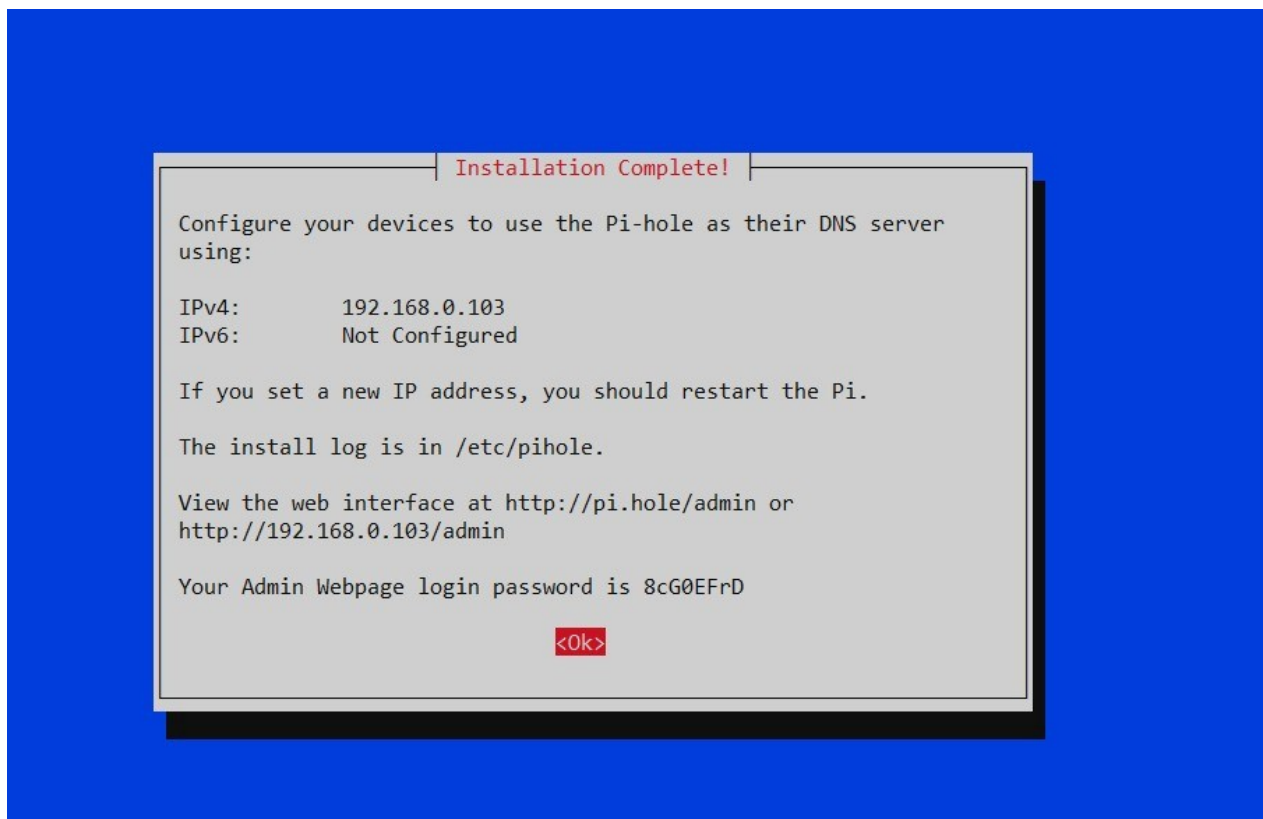 Installation Complete!
Configure your devices to use the Pi-hole as their DNS server
using:
IPv4: 192.168.0.103
IPv6: Not Configured
If you set a new IP address, you should restart the Pi.
The install log is in /etc/pihole.
View the web interface at http://pi.hole/admin or
http://192.168.0.103/admin
Your Admin Webpage login password is 8cG0EFrD
<Ok>